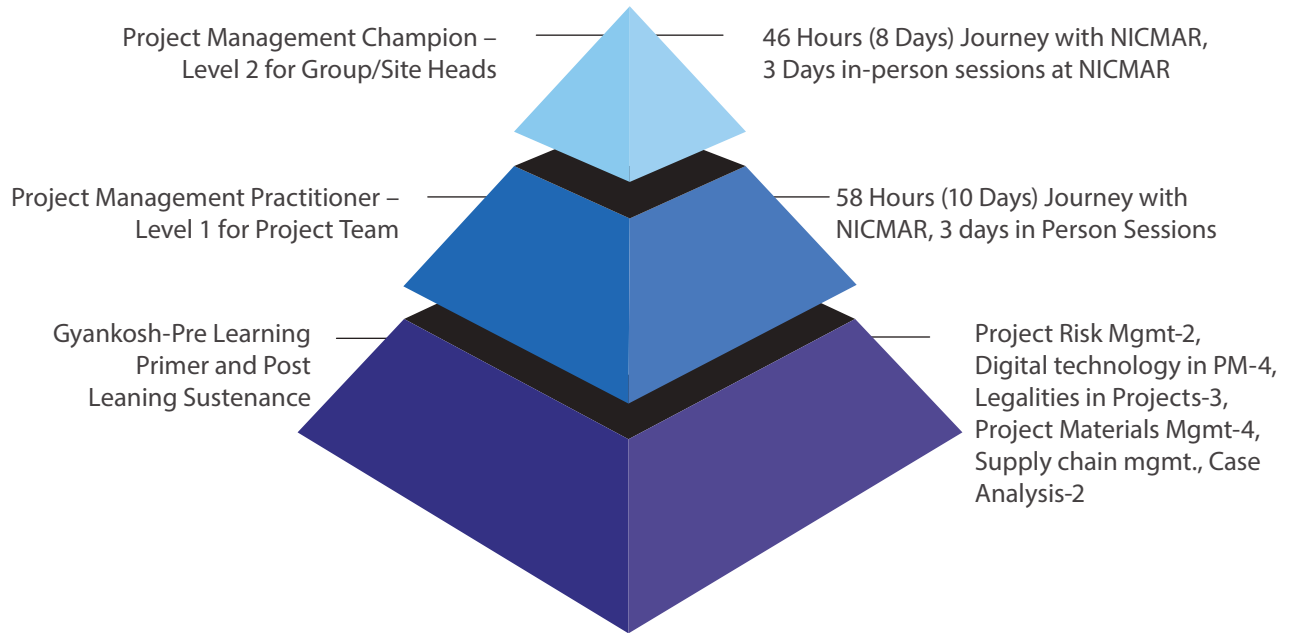 Project Management Champion –
Level 2 for Group/Site Heads
46 Hours (8 Days) Journey with NICMAR,
3 Days in-person sessions at NICMAR
Project Management Practitioner –
Level 1 for Project Team
58 Hours (10 Days) Journey with
NICMAR, 3 days in Person Sessions
Gyankosh-Pre Learning
Primer and Post
Leaning Sustenance
Project Risk Mgmt-2,
Digital technology in PM-4,
Legalities in Projects-3,
Project Materials Mgmt-4,
Supply chain mgmt., Case
Analysis-2